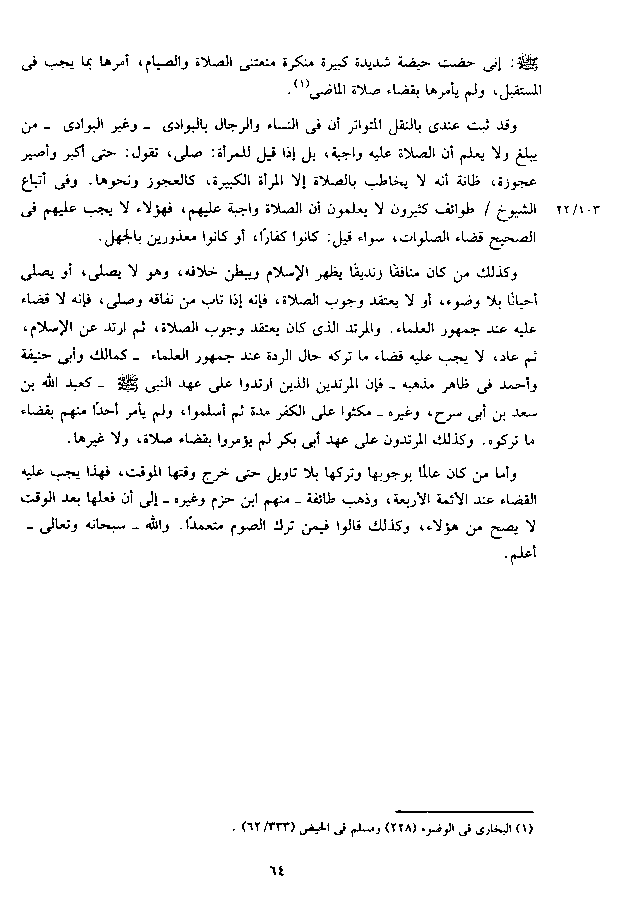 ﷺ: إنى حضت حيضة شديدة كبيرة منكرة منعتنى الصلاة والصيام، أمرها بما يجب فى
المستقبل، ولم يأمرها بقضاء صلاة الماضى(١).
وقد ثبت عندى بالنقل المتواتر أن فى النساء والرجال بالبوادى ـ وغير البوادى ـ من
يبلغ ولا يعلم أن الصلاة عليه واجبة، بل إذا قيل للمرأة: صلى، تقول: حتى أكبر وأصير
عجوزة، ظانة أنه لا يخاطب بالصلاة إلا المرأة الكبيرة، كالعجوز ونحوها. وفى أتباع
٢٢/١٠٣ الشيوخ / طوائف كثيرون لا يعلمون أن الصلاة واجبة عليهم، فهؤلاء لا يجب عليهم فى
الصحيح قضاء الصلوات، سواء قيل: كانوا كفارًا، أو كانوا معذورين بالجهل.
وكذلك من كان منافقًا زنديقًا يظهر الإسلام ويبطن خلافه، وهو لا يصلى، أو يصلى
أحيانًا بلا وضوء، أو لا يعتقد وجوب الصلاة، فإنه إذا تاب من نفاقه وصلى، فإنه لا قضاء
عليه عند جمهور العلماء. والمرتد الذى كان يعتقد وجوب الصلاة، ثم ارتد عن الإسلام،
ثم عاد، لا يجب عليه قضاء ما تركه حال الردة عند جمهور العلماء ـ كمالك وأبى حنيفة
وأحمد فى ظاهر مذهبه ـ فإن المرتدين الذين ارتدوا على عهد النبى ﷺ ـ كعبد الله بن
سعد بن أبى سرح، وغيره ـ مكثوا على الكفر مدة ثم أسلموا، ولم يأمر أحدًا منهم بقضاء
ما تركوه. وكذلك المرتدون على عهد أبى بكر لم يؤمروا بقضاء صلاة، ولا غيرها.
وأما من كان عالمًا بوجوبها وتركها بلا تاويل حتى خرج وقتها الموقت، فهذا يجب عليه
القضاء عند الأئمة الأربعة، وذهب طائفة ـ منهم ابن حزم وغيره ـ إلى أن فعلها بعد الوقت
لا يصح من هؤلاء، وكذلك قالوا فيمن ترك الصوم متعمدًا. والله ـ سبحانه وتعالى ـ
أعلم.
(١) البخارى فى الوضوء (٢٢٨) ومسلم فى الحيض (٦٢/٣٣٣) .
٦٤